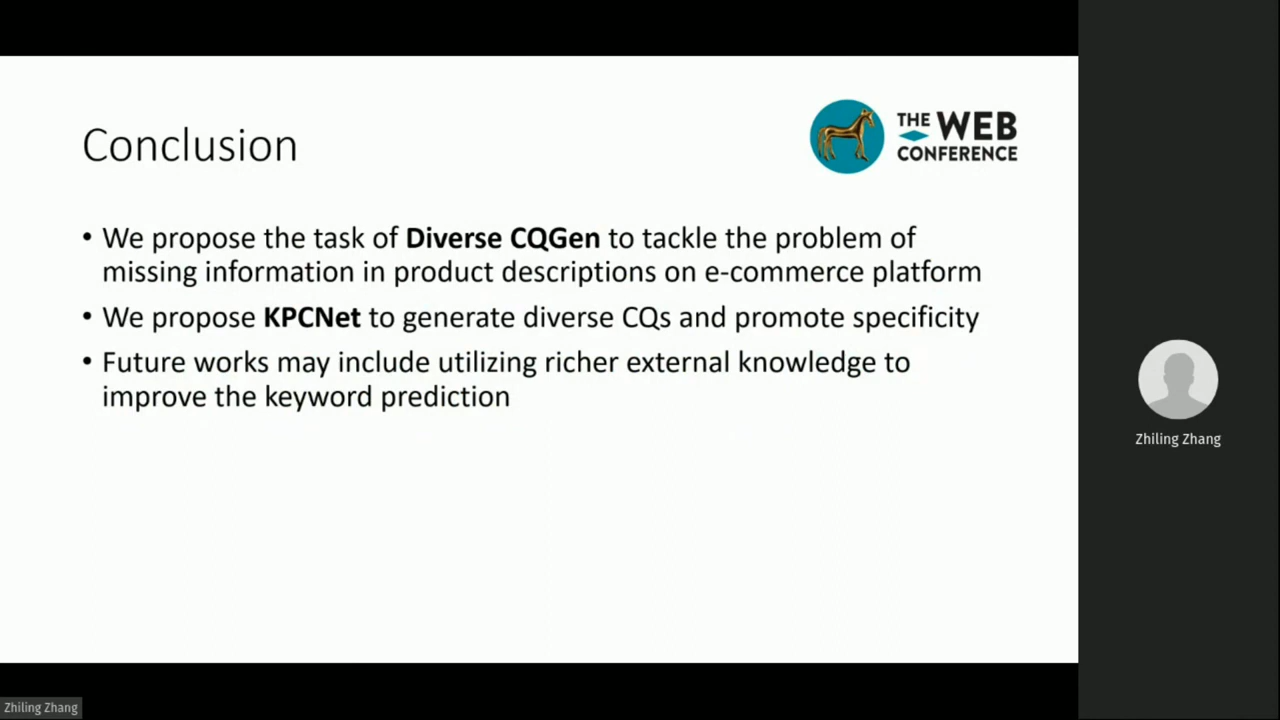 Conclusion
THE WEB
CONFERENCE
• We propose the task of Diverse CQGen to tackle the problem of
missing information in product descriptions on e-commerce platform
• We propose KPCNet to generate diverse CQs and promote specificity
• Future works may include utilizing richer external knowledge to
improve the keyword prediction
Zhiling Zhang
Zhiling Zhang